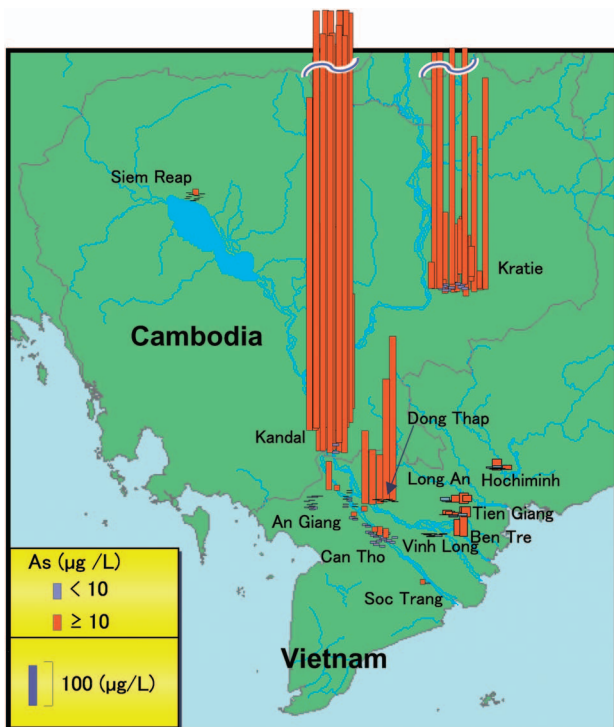 Siem Reap
Kratie
Cambodia
Dong Thap
Kandal
Long An
Hochiminh
An Giang
Tien Giang
Can Tho
Vinh Long
Ben Tre
As (µg /L)
< 10
≥ 10
Soc Trang
100 (µg/L)
Vietnam